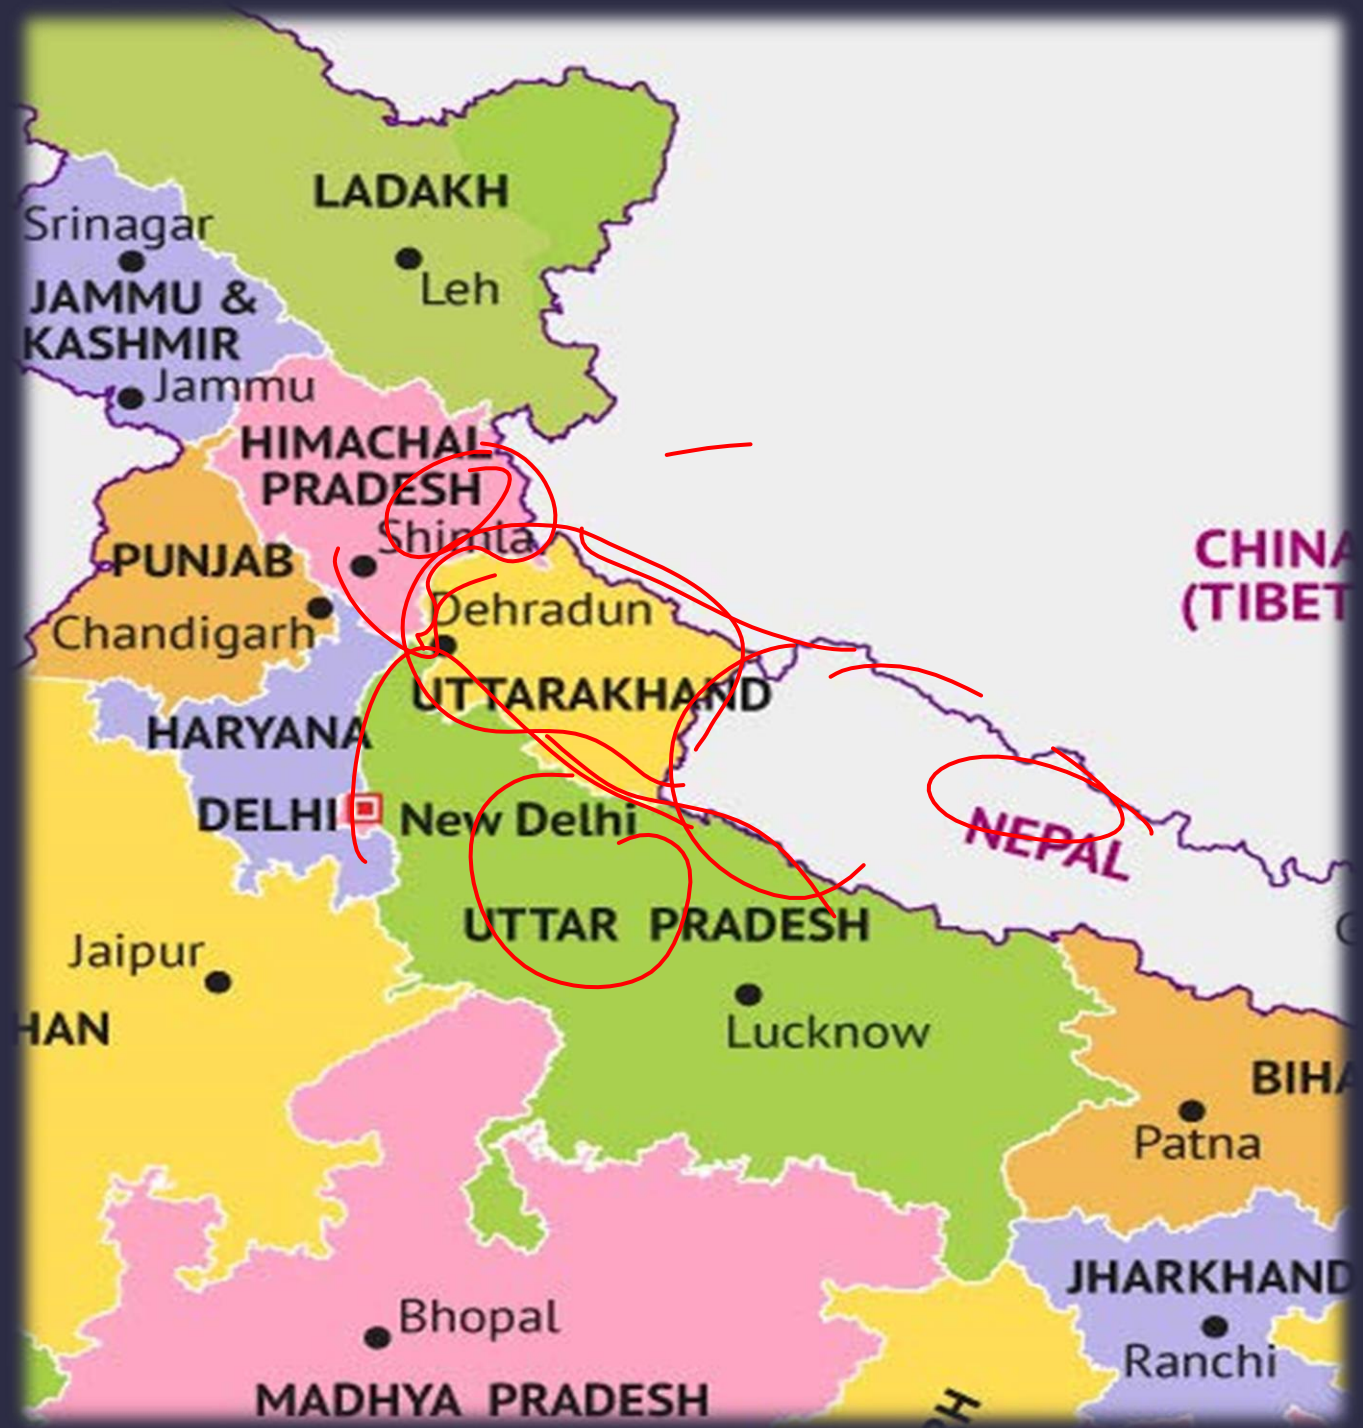 LADAKH
Srinagar
Leh
JAMMU &
KASHMIR
Jammu
HIMACHAL
PRADESH
Shimla
CHINA
(TIBET
PUNJAB
Chandigarh
Dehradun
UTTARAKHAND
HARYANA
DELHI
New Delhi
NEPAL
UTTAR PRADESH
Jaipur
HAN
Lucknow
BIHA
Patna
JHARKHAND
Ranchi
Bhopal
MADHYA PRADESH